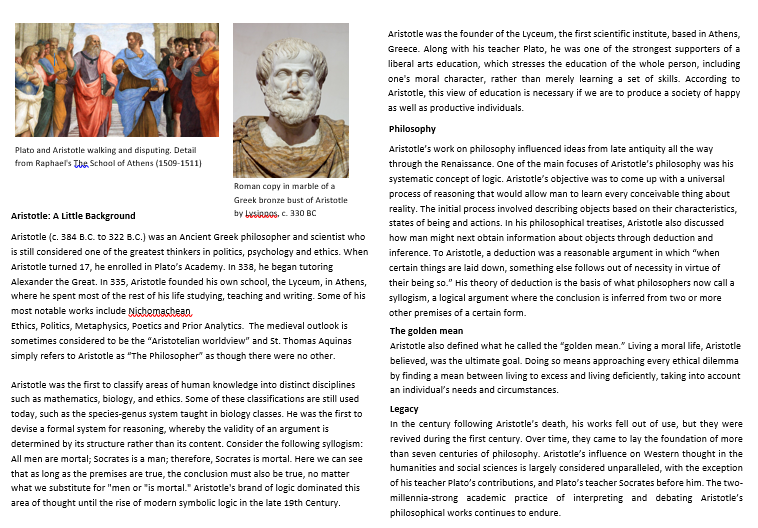 Plato and Aristotle walking and disputing. Detail
from Raphael's The School of Athens (1509-1511)
Roman copy in marble of a
Greek bronze bust of Aristotle
by Lysippos, c. 330 BC
Aristotle: A Little Background
Aristotle (c. 384 B.C. to 322 B.C.) was an Ancient Greek philosopher and scientist who
is still considered one of the greatest thinkers in politics, psychology and ethics. When
Aristotle turned 17, he enrolled in Plato's Academy. In 338, he began tutoring
Alexander the Great. In 335, Aristotle founded his own school, the Lyceum, in Athens,
where he spent most of the rest of his life studying, teaching and writing. Some of his
most notable works include Nichomachean
Ethics, Politics, Metaphysics, Poetics and Prior Analytics. The medieval outlook is
sometimes considered to be the "Aristotelian worldview" and St. Thomas Aquinas
simply refers to Aristotle as "The Philosopher" as though there were no other.
Aristotle was the first to classify areas of human knowledge into distinct disciplines
such as mathematics, biology, and ethics. Some of these classifications are still used
today, such as the species-genus system taught in biology classes. He was the first to
devise a formal system for reasoning, whereby the validity of an argument is
determined by its structure rather than its content. Consider the following syllogism:
All men are mortal; Socrates is a man; therefore, Socrates is mortal. Here we can see
that as long as the premises are true, the conclusion must also be true, no matter
what we substitute for "men or "is mortal." Aristotle's brand of logic dominated this
area of thought until the rise of modern symbolic logic in the late 19th Century.
Aristotle was the founder of the Lyceum, the first scientific institute, based in Athens,
Greece. Along with his teacher Plato, he was one of the strongest supporters of a
liberal arts education, which stresses the education of the whole person, including
one's moral character, rather than merely learning a set of skills. According to
Aristotle, this view of education is necessary if we are to produce a society of happy
as well as productive individuals.
Philosophy
Aristotle's work on philosophy influenced ideas from late antiquity all the way
through the Renaissance. One of the main focuses of Aristotle's philosophy was his
systematic concept of logic. Aristotle's objective was to come up with a universal
process of reasoning that would allow man to learn every conceivable thing about
reality. The initial process involved describing objects based on their characteristics,
states of being and actions. In his philosophical treatises, Aristotle also discussed
how man might next obtain information about objects through deduction and
inference. To Aristotle, a deduction was a reasonable argument in which "when
certain things are laid down, something else follows out of necessity in virtue of
their being so." His theory of deduction is the basis of what philosophers now call a
syllogism, a logical argument where the conclusion is inferred from two or more
other premises of a certain form.
The golden mean
Aristotle also defined what he called the "golden mean." Living a moral life, Aristotle
believed, was the ultimate goal. Doing so means approaching every ethical dilemma
by finding a mean between living to excess and living deficiently, taking into account
an individual's needs and circumstances.
Legacy
In the century following Aristotle's death, his works fell out of use, but they were
revived during the first century. Over time, they came to lay the foundation of more
than seven centuries of philosophy. Aristotle's influence on Western thought in the
humanities and social sciences is largely considered unparalleled, with the exception
of his teacher Plato's contributions, and Plato's teacher Socrates before him. The two-
millennia-strong academic practice of interpreting and debating Aristotle's
philosophical works continues to endure.